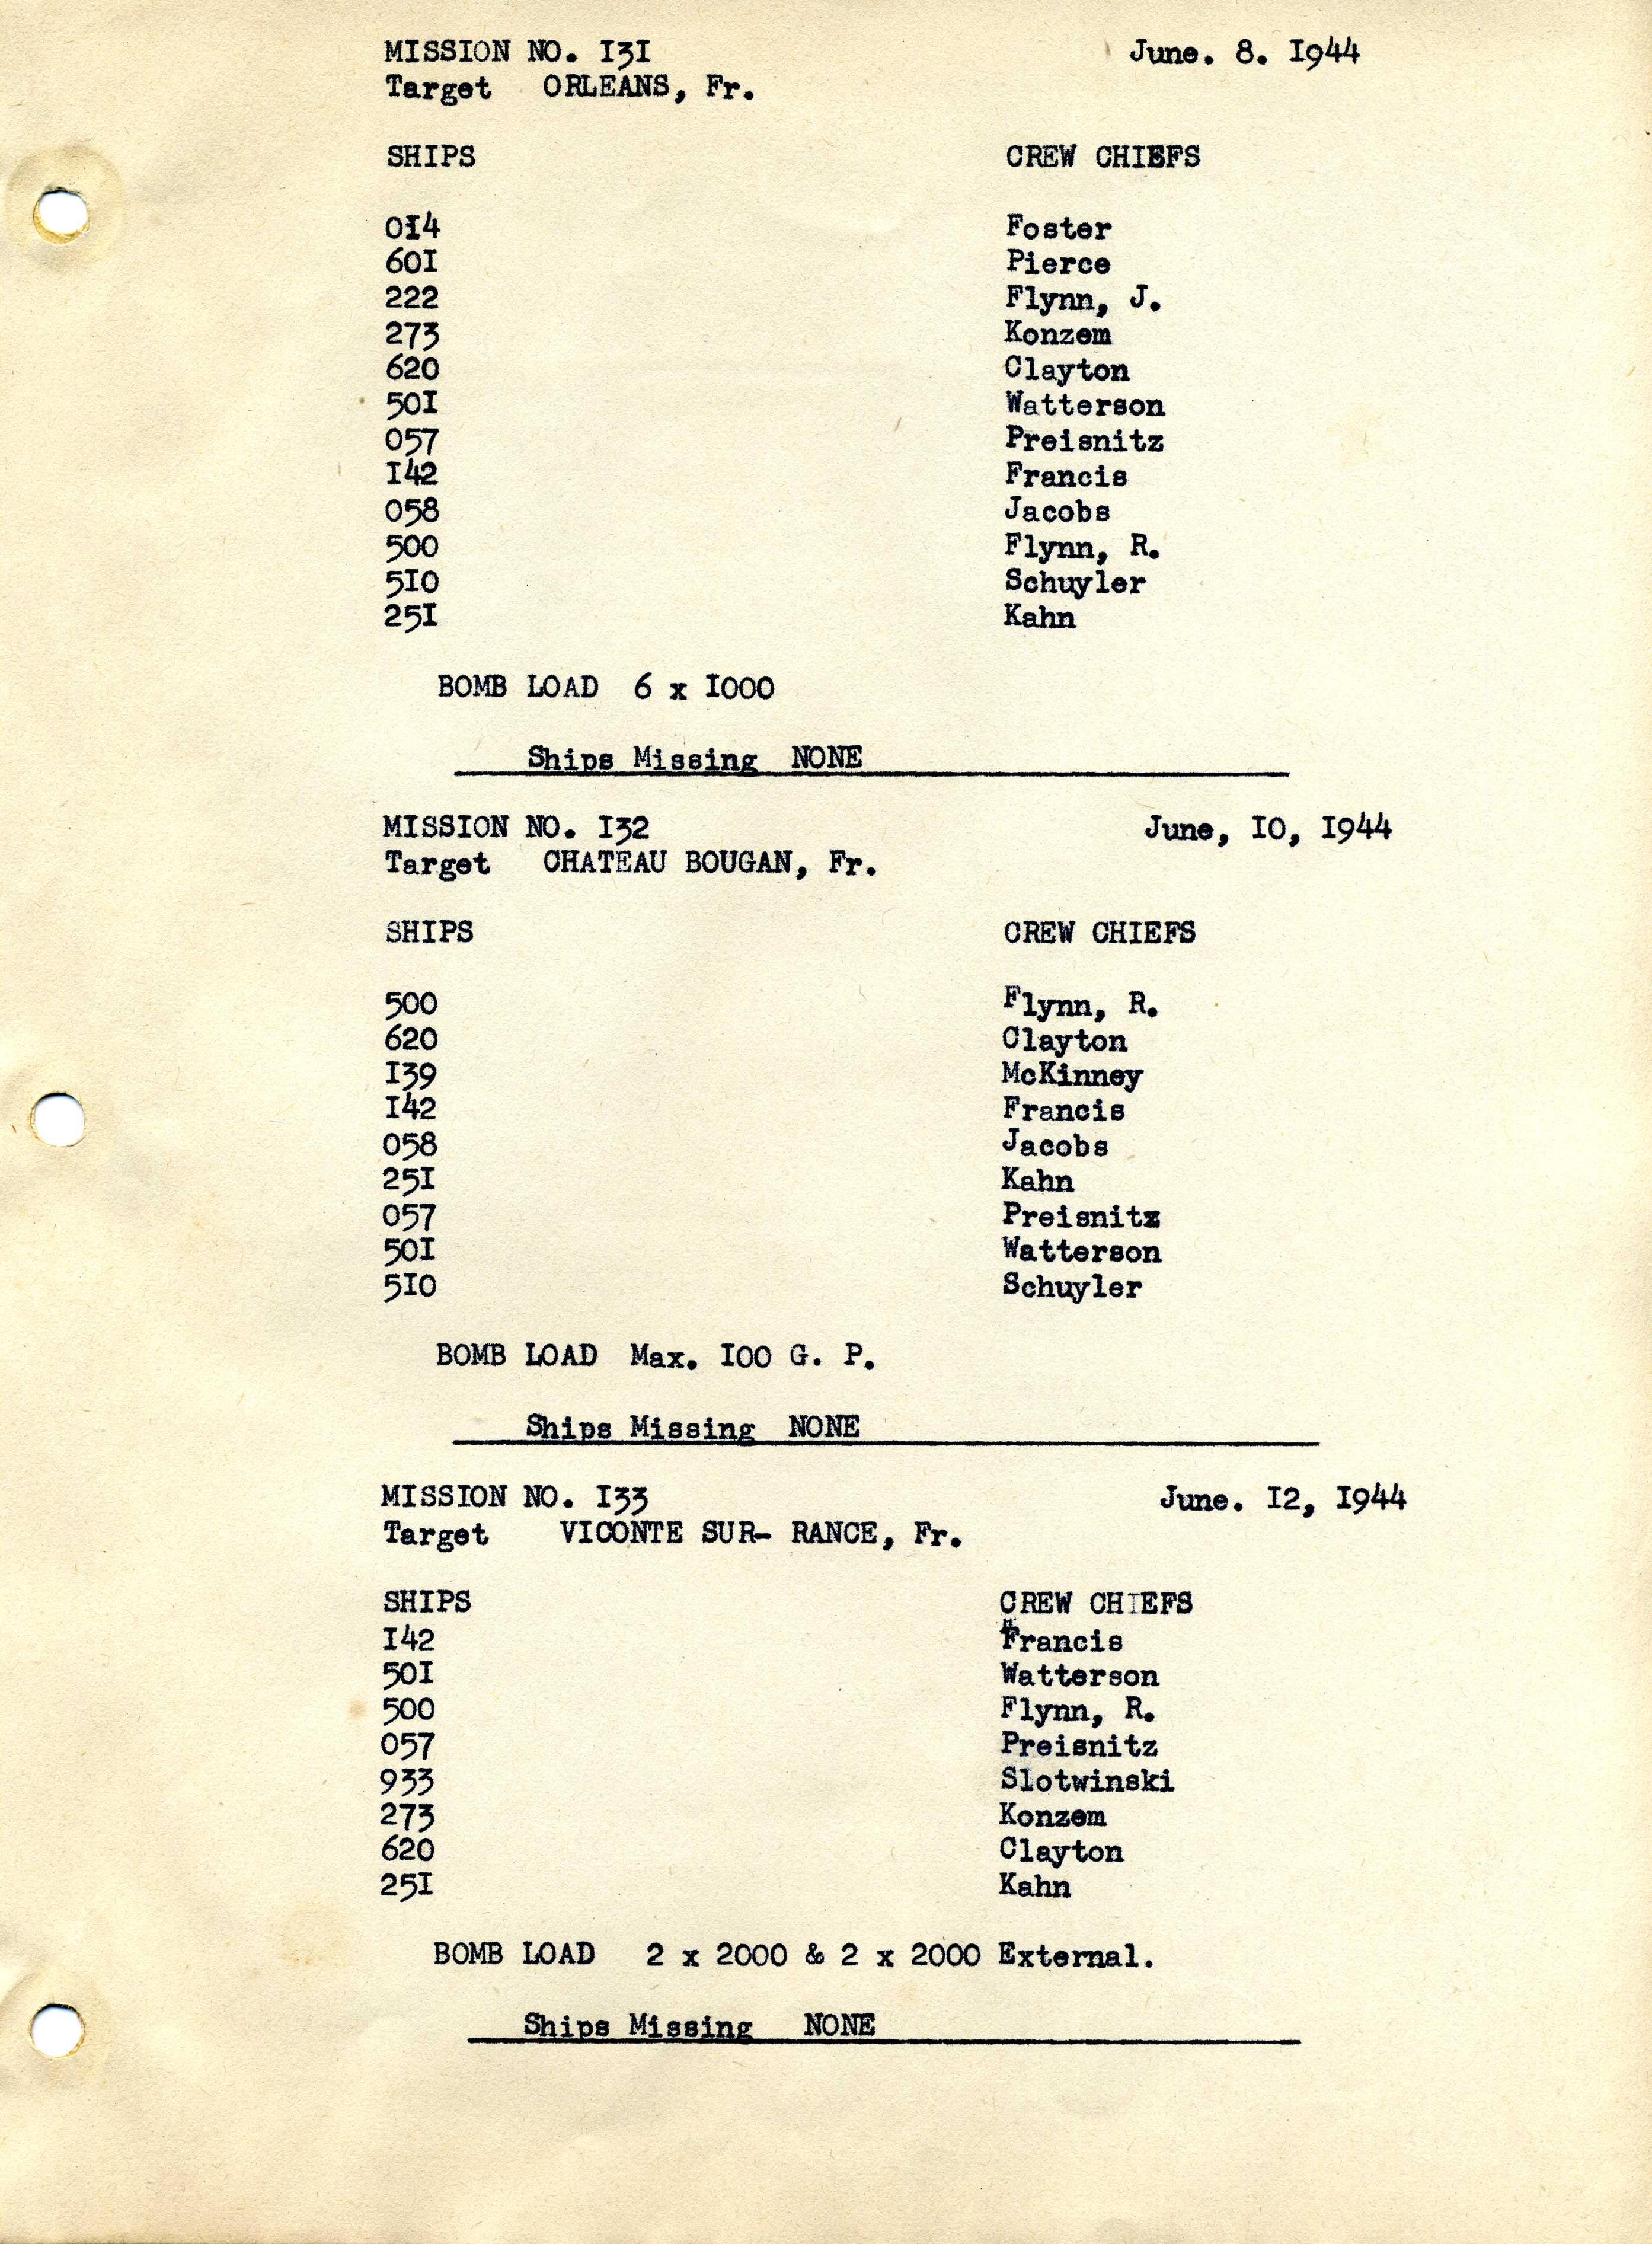 MISSION NO. I3I June. 8. I944
Target ORLEANS, Fr.
SHIPS CREW CHIEFS
0I4 Foster
60I Pierce
222 Flynn, J.
273 Konzem
620 Clayton
50I Watterson
057 Preisnitz
I42 Francis
058 Jacobs
500 Flynn, R.
5I0 Schuyler
25I Kahn
BOMB LOAD 6 x I000
Ships Missing NONE
MISSION NO. I32 June, I0, I944
Target CHATEAU BOUGAN, Fr.
SHIPS CREW CHIEFS
500 Flynn, R.
620 Clayton
I39 McKinney
I42 Francis
058 Jacobs
25I Kahn
057 Preisnitz
50I Watterson
5I0 Schuyler
BOMB LOAD Max. I00 G. P.
Ships Missing NONE
MISSION NO. I33 June. I2, I944
Target VICONTE SUR- RANCE, Fr.
SHIPS CREW CHIEFS
I42 Francis
50I Watterson
500 Flynn, R.
057 Preisnitz
933 Slotwinski
273 Konzem
620 Clayton
25I Kahn
BOMB LOAD 2 x 2000 & 2 x 2000 External.
Ships Missing NONE